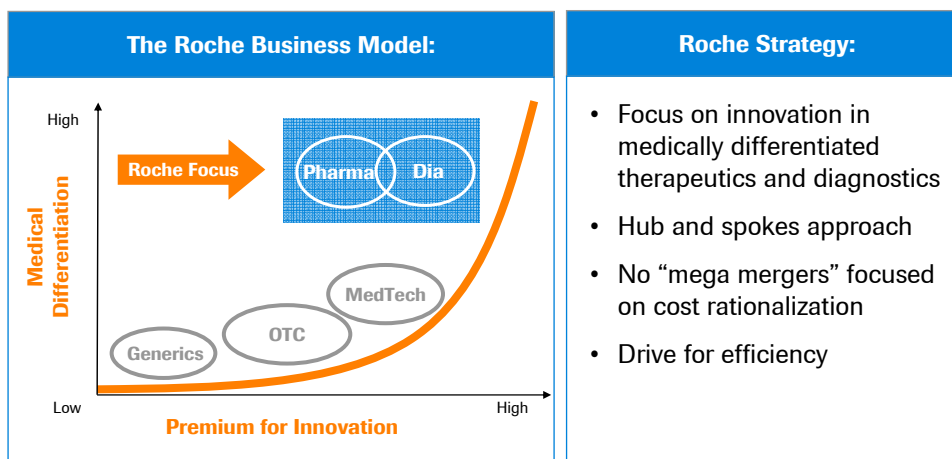 The Roche Business Model:
High
Roche Focus
Pharma
Dia
Medical
Differentiation
MedTech
OTC
Generics
Low
High
Premium for Innovation
Roche Strategy:
• Focus on innovation in
medically differentiated
therapeutics and diagnostics
• Hub and spokes approach
• No “mega mergers” focused
on cost rationalization
• Drive for efficiency